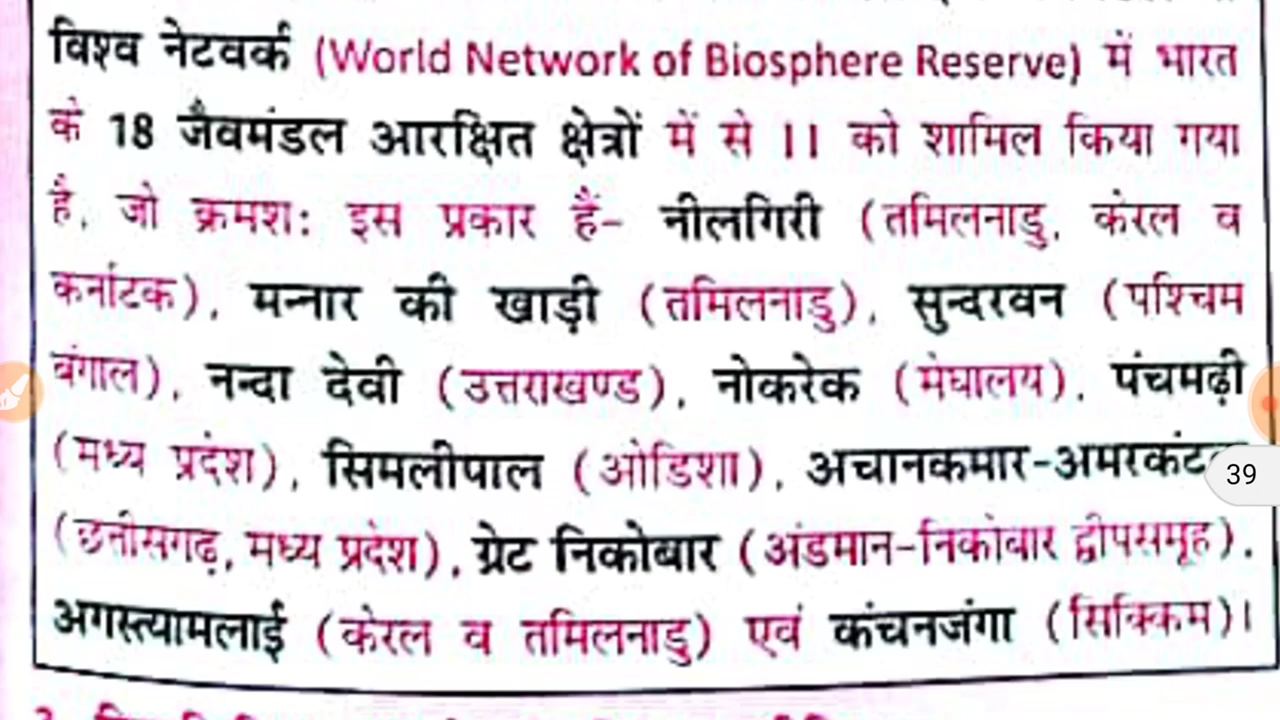 विश्व नेटवर्क (World Network of Biosphere Reserve) में भारत
के 18 जैवमंडल आरक्षित क्षेत्रों में से 11 को शामिल किया गया
है, जो क्रमश: इस प्रकार हैं- नीलगिरी (तमिलनाडु, केरल व
कर्नाटक), मन्नार की खाड़ी (तमिलनाडु), सुन्दरवन (पश्चिम
बंगाल), नन्दा देवी (उत्तराखण्ड), नोकरेक (मेघालय), पंचमढ़ी
(मध्य प्रदेश), सिमलीपाल (ओडिशा), अचानकमार-अमरकंटक
39
(छत्तीसगढ़, मध्य प्रदेश), ग्रेट निकोबार (अंडमान-निकोबार द्वीपसमूह),
अगस्त्यामलाई (केरल व तमिलनाडु) एवं कंचनजंगा (सिक्किम)।